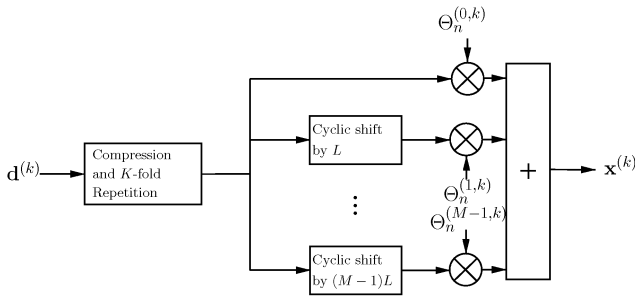 Θ_n^{(0,k)}
d^{(k)}
Compression
and K-fold
Repetition
Cyclic shift
by L
Θ_n^{(1,k)}
⋮
Θ_n^{(M−1,k)}
Cyclic shift
by (M − 1)L
+
x^{(k)}